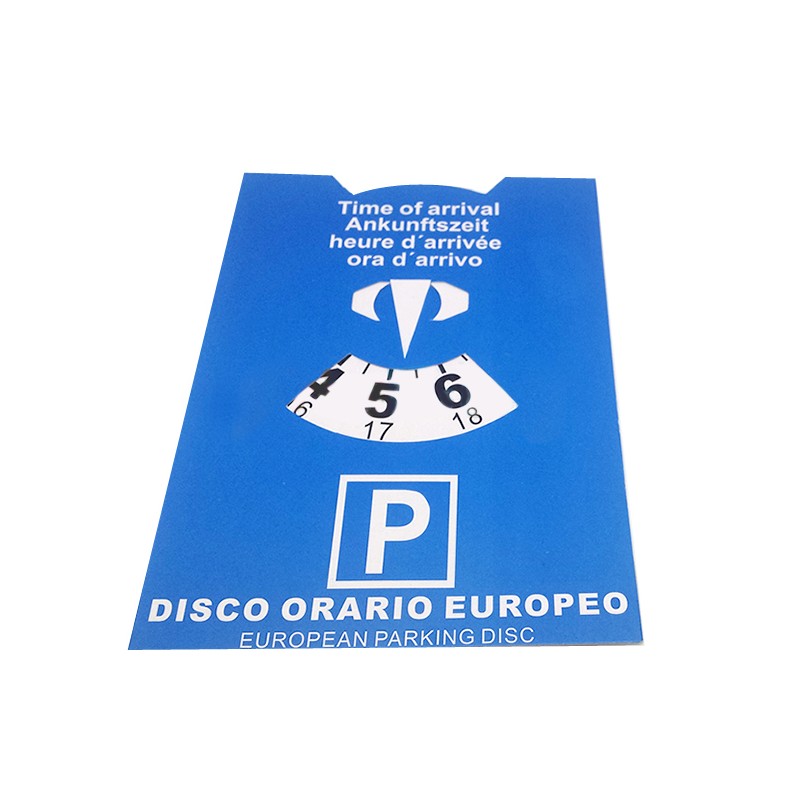 Time of arrival
Ankunftszeit
heure d´arrivée
ora d´arrivo
4 5 6
6 17 18
P
DISCO ORARIO EUROPEO
EUROPEAN PARKING DISC